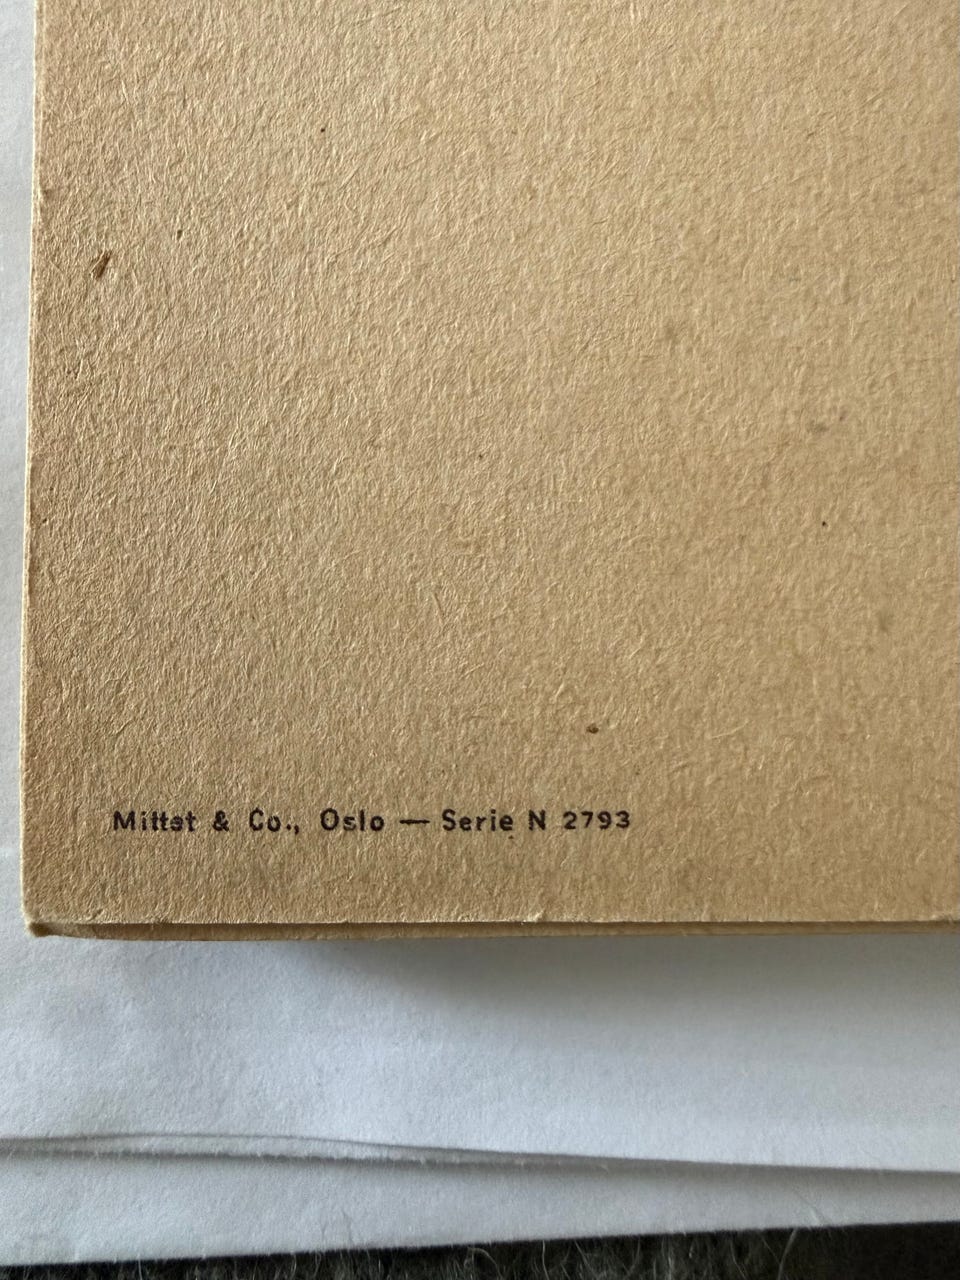 Mittet & Co., Oslo — Serie N 2793